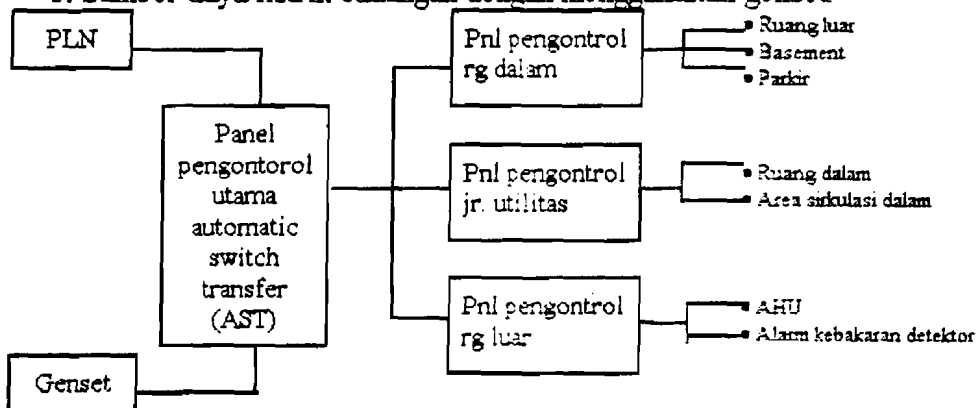 PLN
Panel
pengontorol
utama
automatic
switch
transfer
(AST)
Genset
Pnl pengontrol
rg dalam
Ruang luar
Basement
Parkir
Pnl pengontrol
jr. utilitas
Ruang dalam
Area sirkulasi dalam
Pnl pengontrol
rg luar
AHU
Alarm kebakaran detektor